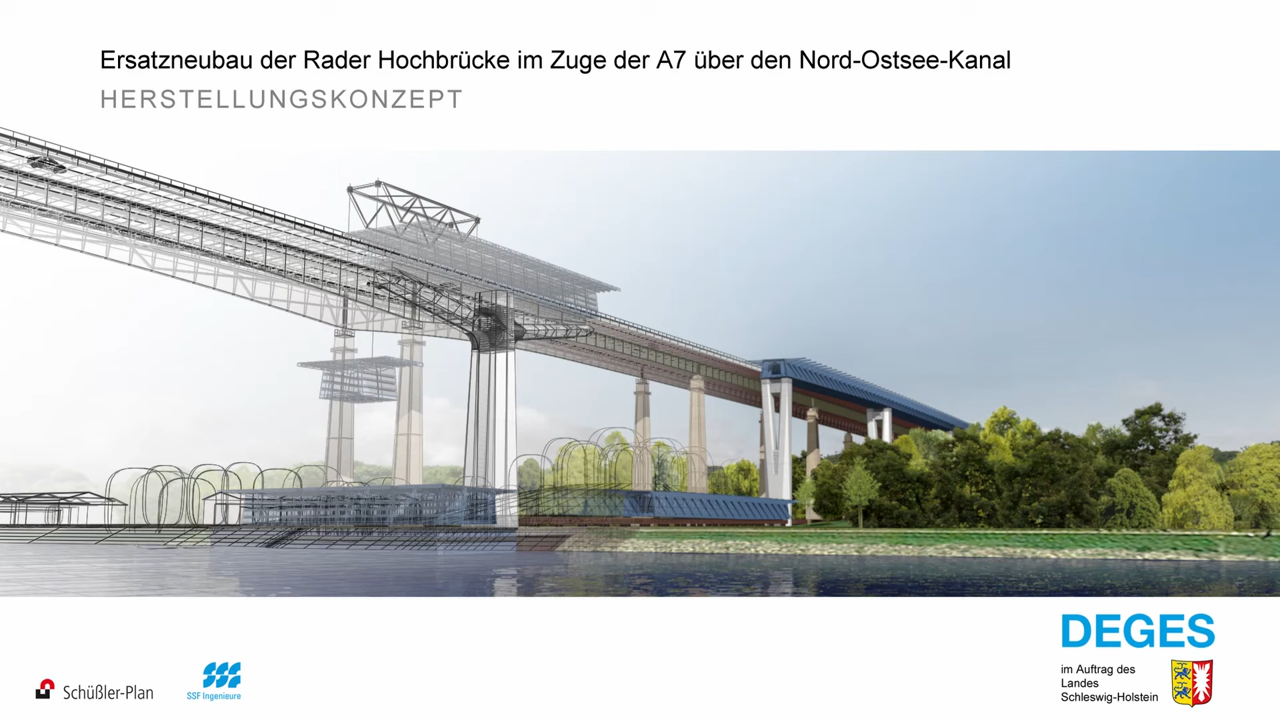 Ersatzneubau der Rader Hochbrücke im Zuge der A7 über den Nord-Ostsee-Kanal
HERSTELLUNGSKONZEPT
DEGES
im Auftrag des
Landes
Schleswig-Holstein
Schüßler-Plan
SSF Ingenieure